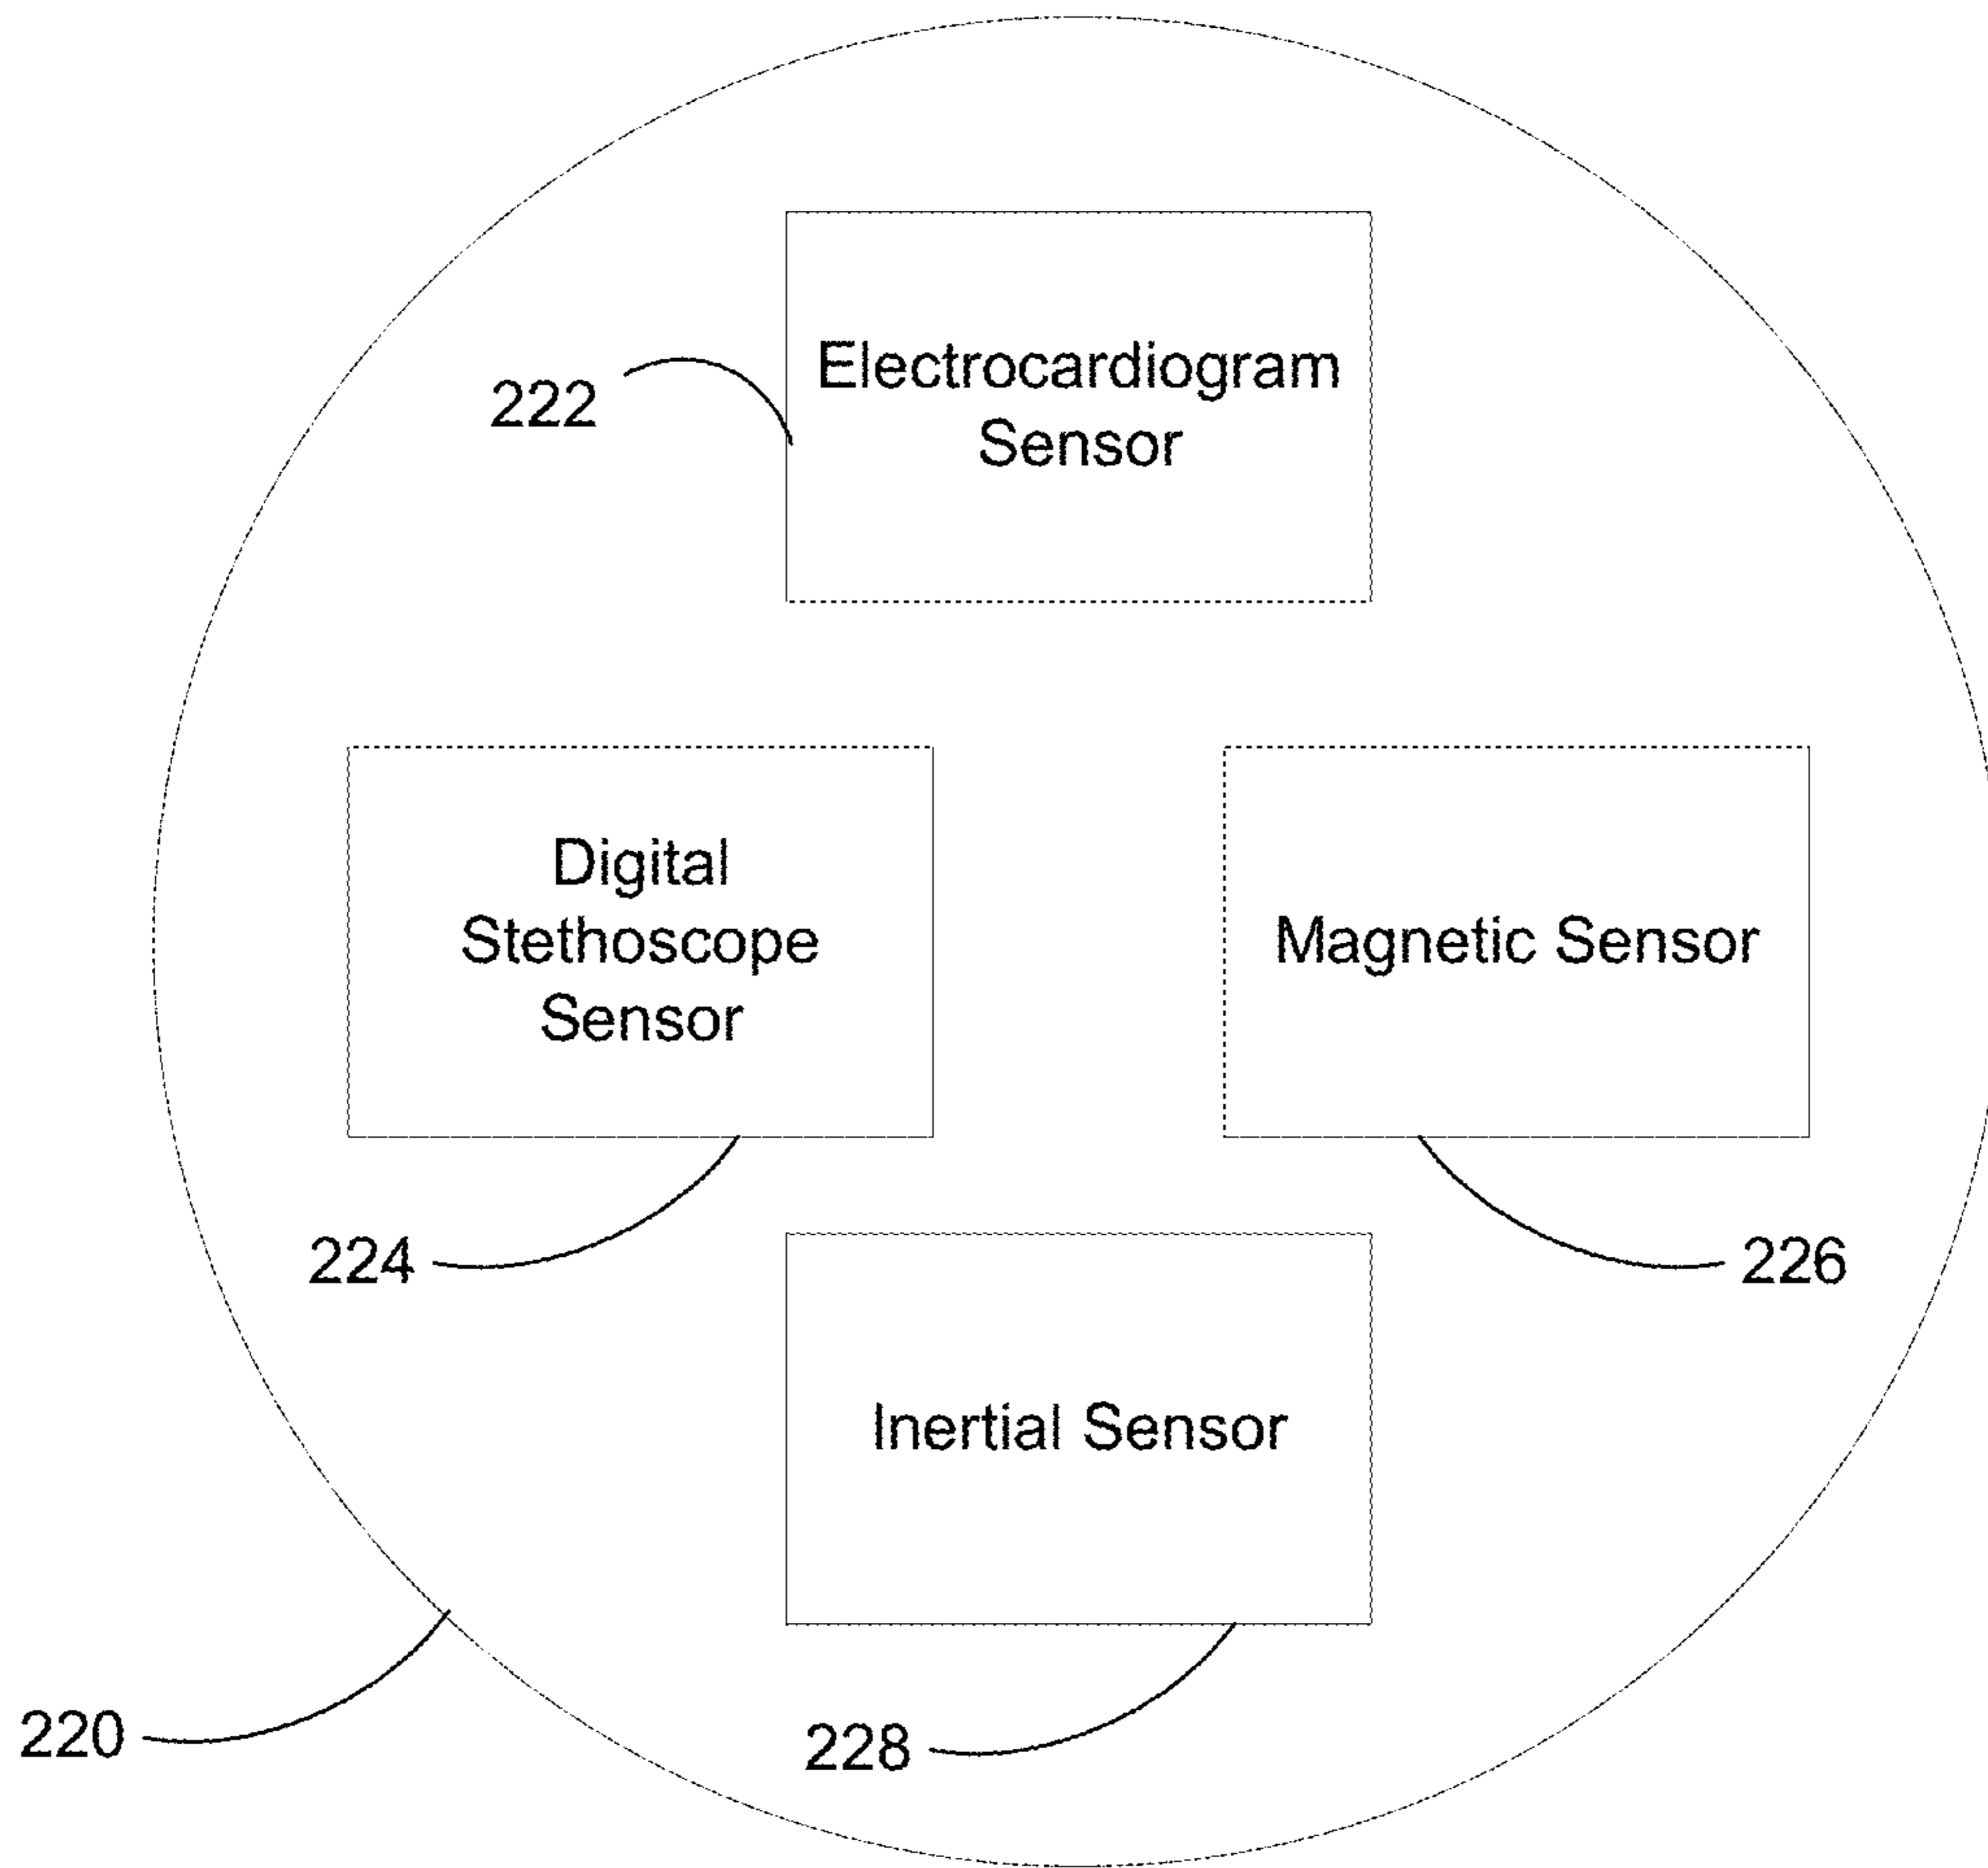 Electrocardiogram
Sensor
222
Digital
Stethoscope
Sensor
Magnetic Sensor
224
226
Inertial Sensor
220
228